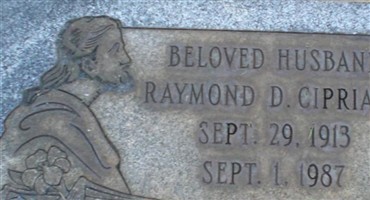 BELOVED HUSBAN
RAYMOND D. CIPRIA
SEPT. 29, 1913
SEPT. 1, 1987